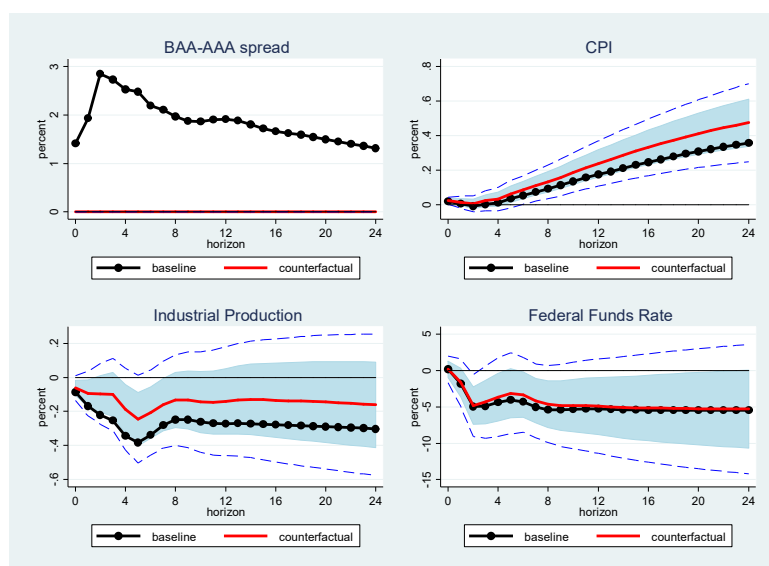 BAA-AAA spread
percent
0 1 2 3
0 4 8 12 16 20 24
horizon
baseline counterfactual
CPI
percent
0 .2 .4 .6 .8
0 4 8 12 16 20 24
horizon
baseline counterfactual
Industrial Production
percent
-.6 -.4 -.2 0 .2
0 4 8 12 16 20 24
horizon
baseline counterfactual
Federal Funds Rate
percent
-15 -10 -5 0 5
0 4 8 12 16 20 24
horizon
baseline counterfactual